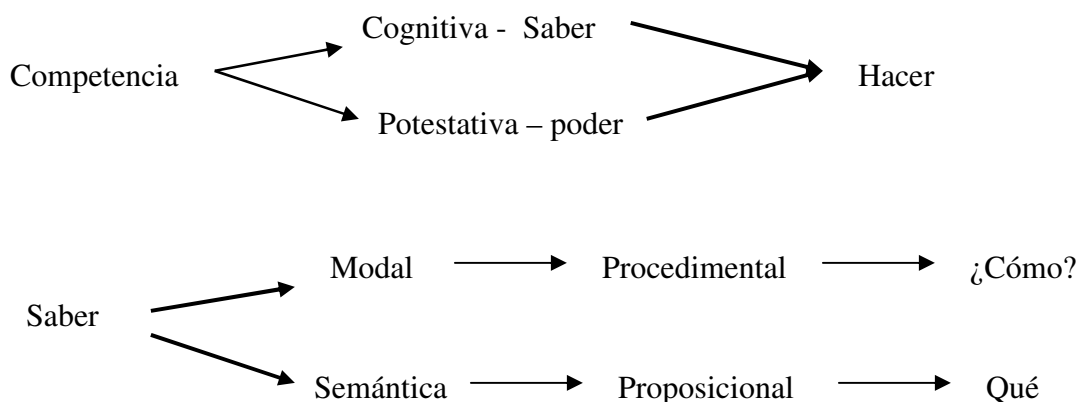 Cognitiva - Saber
Competencia Hacer
Potestativa – poder
Modal Procedimental ¿Cómo?
Saber
Semántica Proposicional Qué